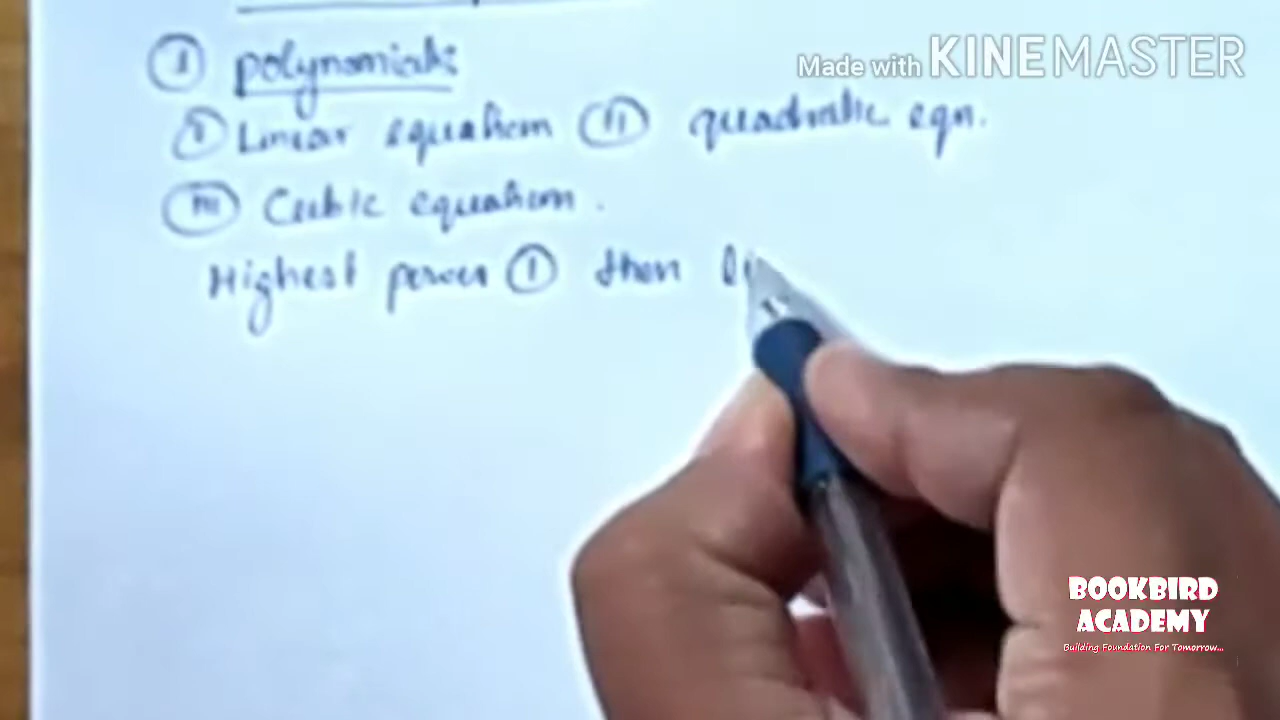 Made with KINEMASTER
① polynomials
ⓘ Linear equation ⓘⓘ quadratic eqn.
ⓘⓘⓘ Cubic equation.
Highest power ① then li
BOOKBIRD
ACADEMY
Building Foundation For Tomorrow...